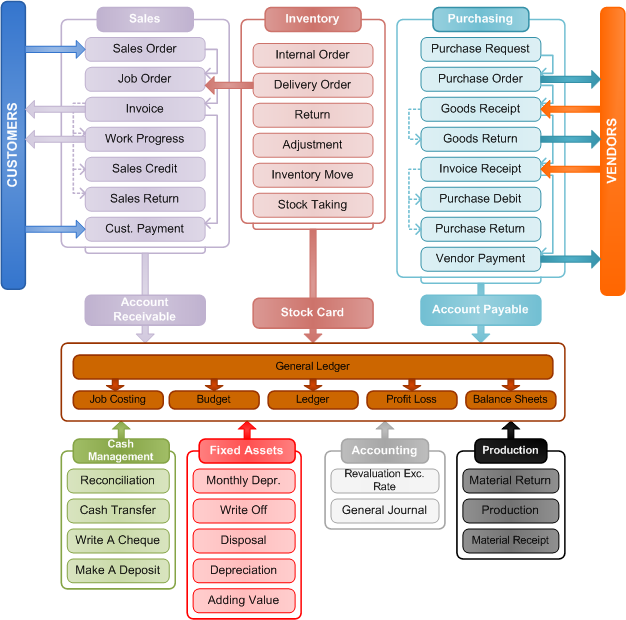 Sales
Inventory
Purchasing
CUSTOMERS
VENDORS
Sales Order
Job Order
Invoice
Work Progress
Sales Credit
Sales Return
Cust. Payment
Internal Order
Delivery Order
Return
Adjustment
Inventory Move
Stock Taking
Purchase Request
Purchase Order
Goods Receipt
Goods Return
Invoice Receipt
Purchase Debit
Purchase Return
Vendor Payment
Account
Receivable
Stock Card
Account Payable
General Ledger
Job Costing
Budget
Ledger
Profit Loss
Balance Sheets
Cash
Management
Reconciliation
Cash Transfer
Write A Cheque
Make A Deposit
Fixed Assets
Monthly Depr.
Write Off
Disposal
Depreciation
Adding Value
Accounting
Revaluation Exc.
Rate
General Journal
Production
Material Return
Production
Material Receipt